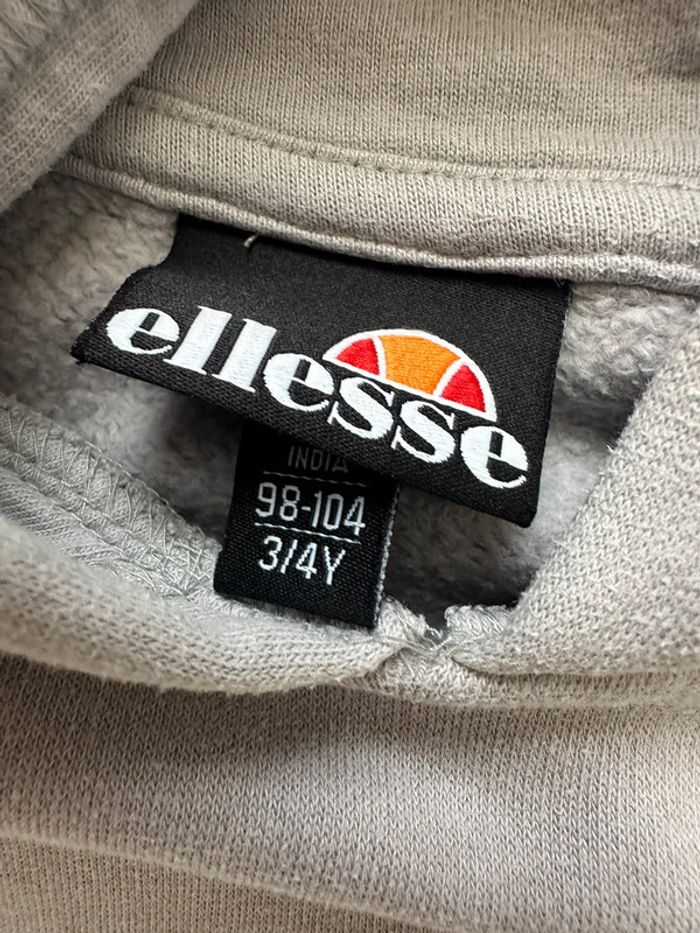 ellesse
INDIA
98-104
3/4Y